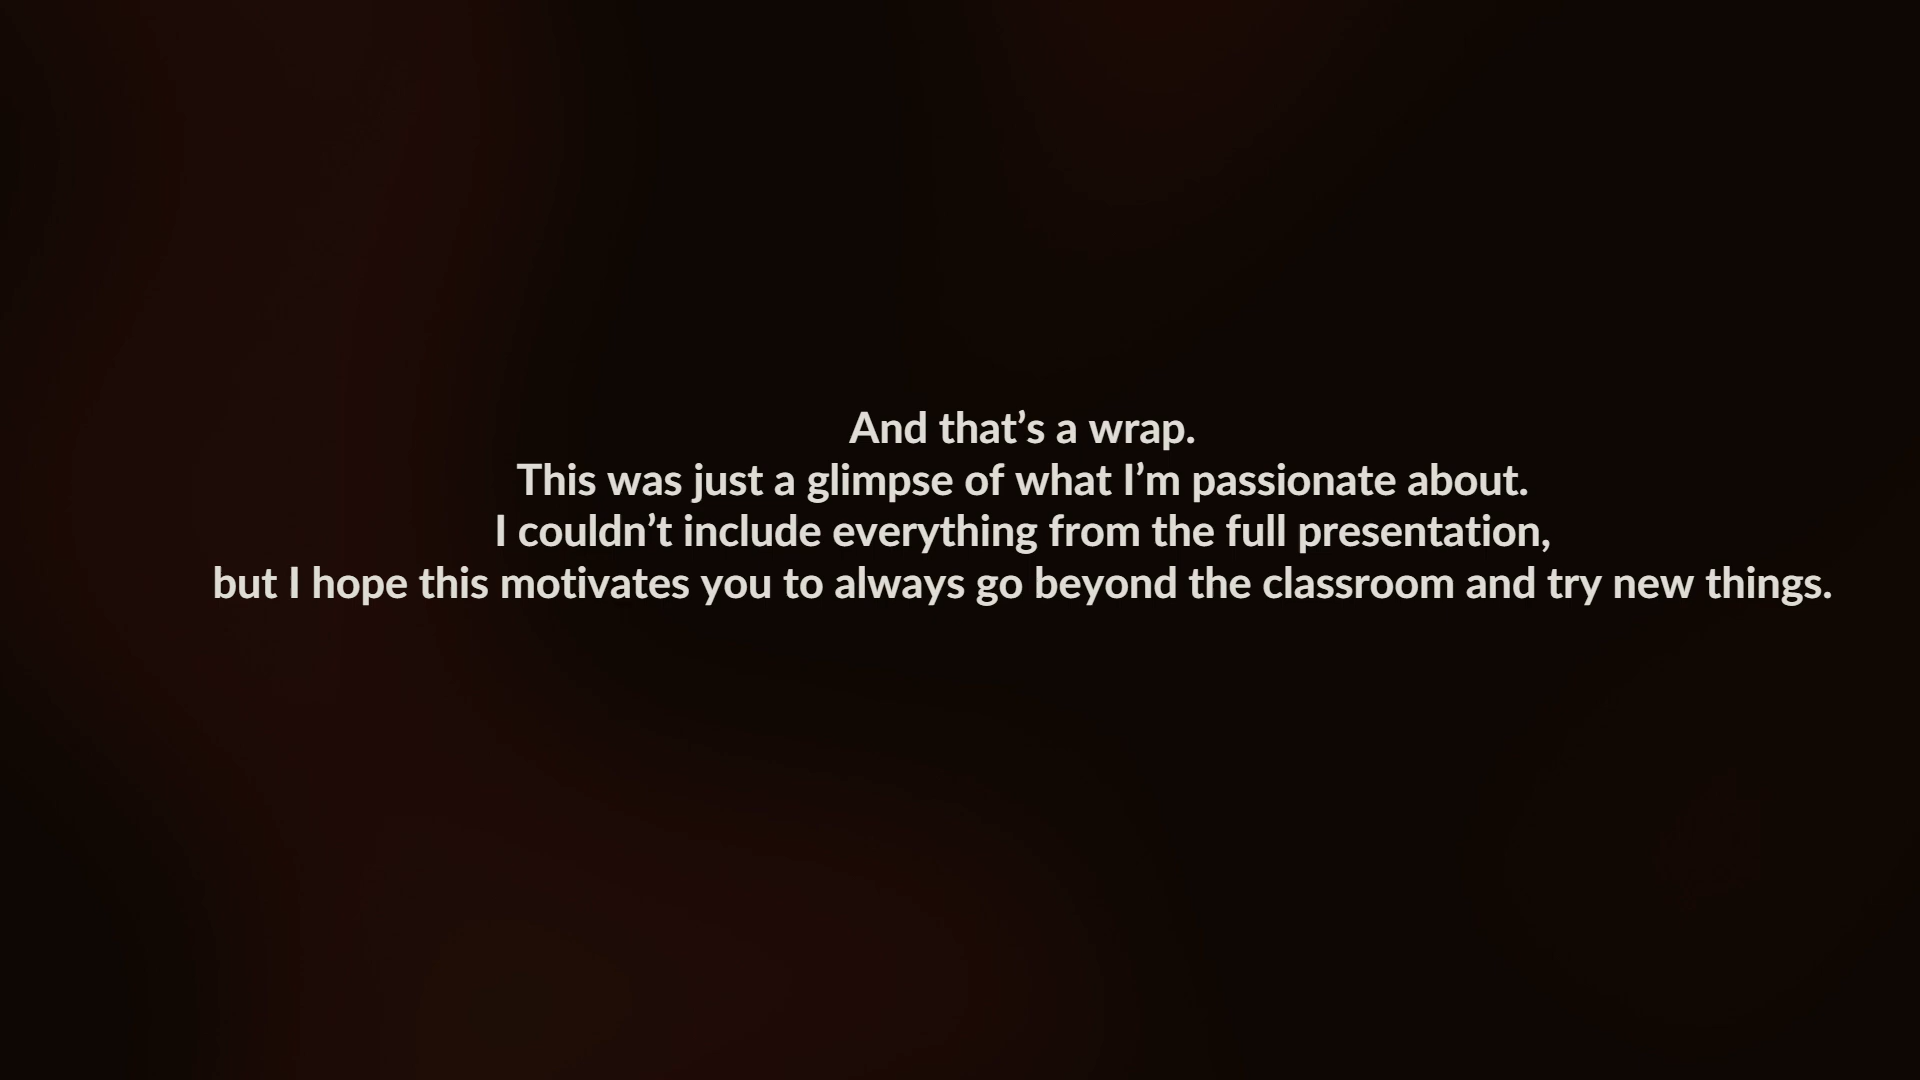 And that’s a wrap.
This was just a glimpse of what I’m passionate about.
I couldn’t include everything from the full presentation,
but I hope this motivates you to always go beyond the classroom and try new things.